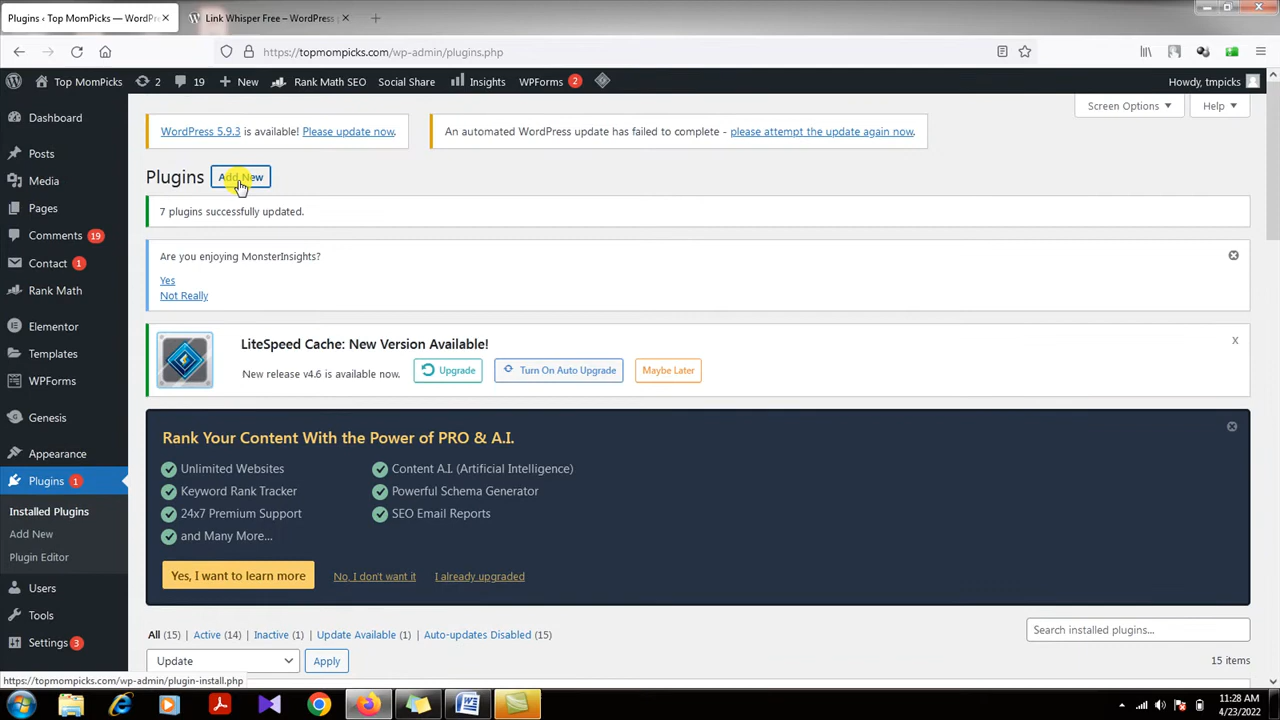 Plugins ‹ Top MomPicks — WordPr
Link Whisper Free – WordPress
https://topmompicks.com/wp-admin/plugins.php
Top MomPicks 2 19 New Rank Math SEO Social Share Insights WPForms 2 Howdy, tmpicks
Screen Options Help
WordPress 5.9.3 is available! Please update now.
An automated WordPress update has failed to complete - please attempt the update again now.
Plugins Add New
7 plugins successfully updated.
Are you enjoying MonsterInsights?
Yes
Not Really
LiteSpeed Cache: New Version Available!
New release v4.6 is available now. Upgrade Turn On Auto Upgrade Maybe Later
X
Rank Your Content With the Power of PRO & A.I.
Unlimited Websites
Content A.I. (Artificial Intelligence)
Keyword Rank Tracker
Powerful Schema Generator
24x7 Premium Support
SEO Email Reports
and Many More...
Yes, I want to learn more No, I don't want it I already upgraded
All (15) | Active (14) | Inactive (1) | Update Available (1) | Auto-updates Disabled (15)
Search installed plugins...
Update Apply
15 items
Dashboard
Posts
Media
Pages
Comments 19
Contact 1
Rank Math
Elementor
Templates
WPForms
Genesis
Appearance
Plugins 1
Installed Plugins
Add New
Plugin Editor
Users
Tools
Settings 3
https://topmompicks.com/wp-admin/plugin-install.php
11:28 AM
4/23/2022